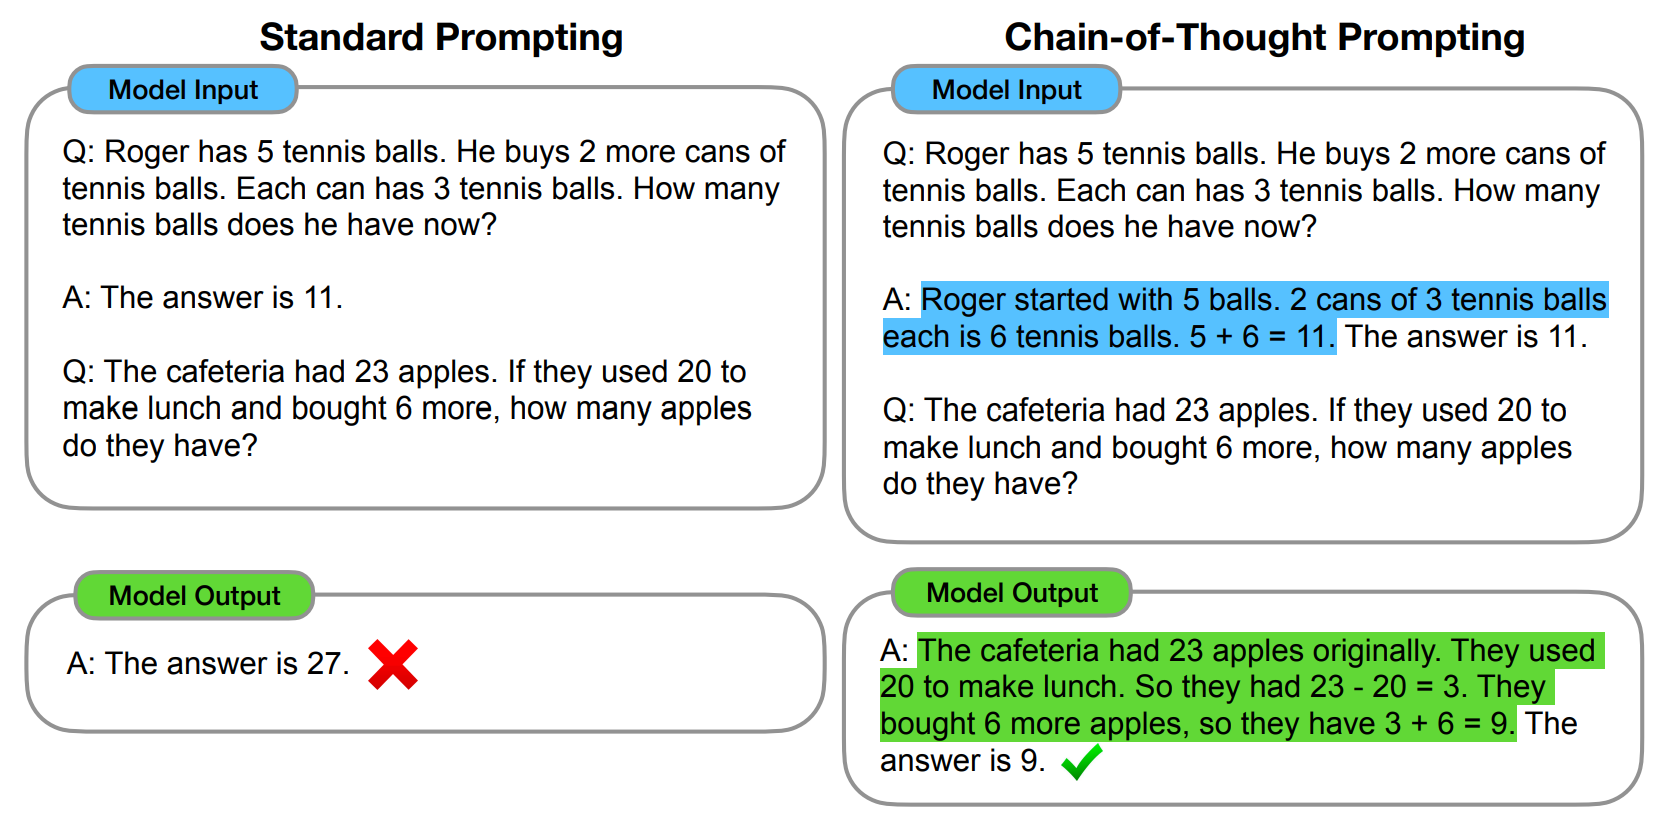 Standard Prompting
Model Input
Q: Roger has 5 tennis balls. He buys 2 more cans of
tennis balls. Each can has 3 tennis balls. How many
tennis balls does he have now?
A: The answer is 11.
Q: The cafeteria had 23 apples. If they used 20 to
make lunch and bought 6 more, how many apples
do they have?
Model Output
A: The answer is 27.
Chain-of-Thought Prompting
Model Input
Q: Roger has 5 tennis balls. He buys 2 more cans of
tennis balls. Each can has 3 tennis balls. How many
tennis balls does he have now?
A: Roger started with 5 balls. 2 cans of 3 tennis balls
each is 6 tennis balls. 5 + 6 = 11. The answer is 11.
Q: The cafeteria had 23 apples. If they used 20 to
make lunch and bought 6 more, how many apples
do they have?
Model Output
A: The cafeteria had 23 apples originally. They used
20 to make lunch. So they had 23 - 20 = 3. They
bought 6 more apples, so they have 3 + 6 = 9. The
answer is 9.